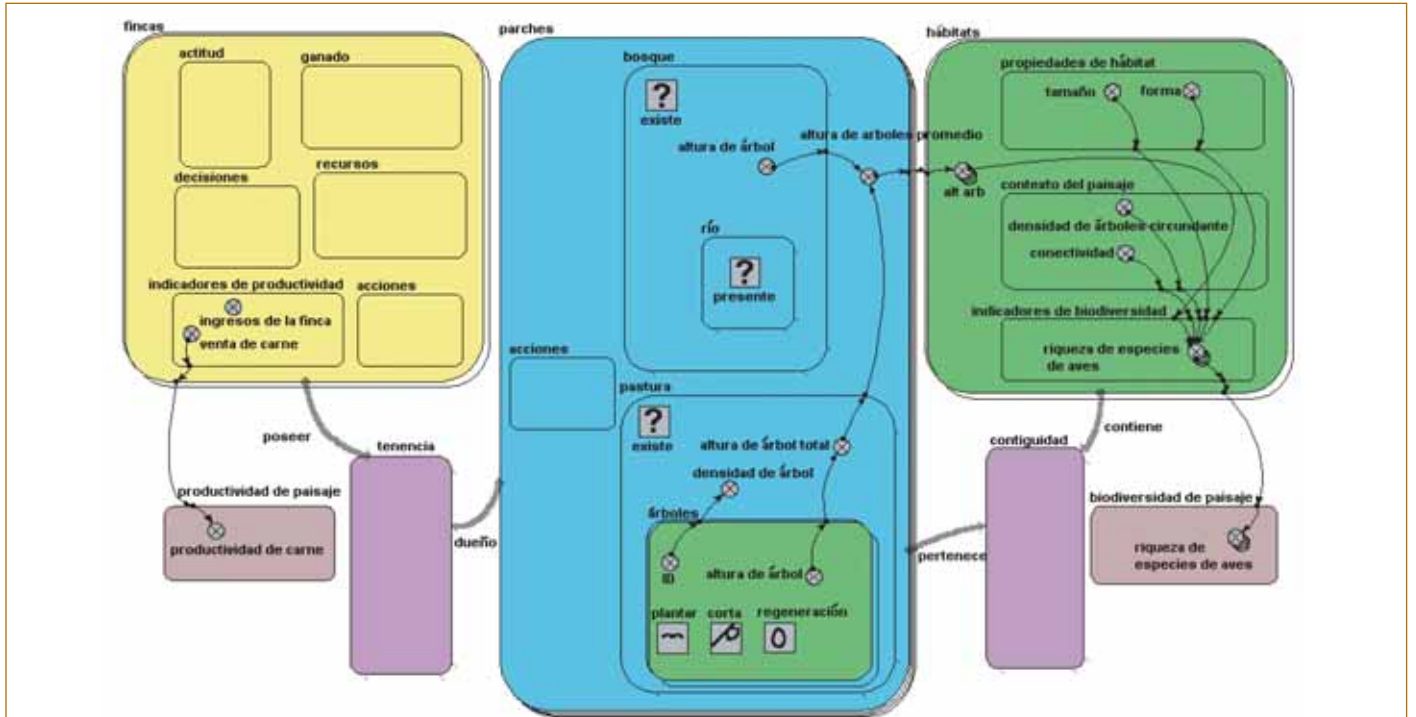 fincas
actitud
ganado
decisiones
recursos
indicadores de productividad
acciones
ingresos de la finca
venta de carne
poseer
tenencia
productividad de paisaje
productividad de carne
dueño
parches
bosque
?
existe
altura de árbol
altura de arboles promedio
río
?
presente
acciones
pastura
?
existe
altura de árbol total
densidad de árbol
árboles
ID
altura de árbol
plantar
corta
regeneración
pertenece
hábitats
propiedades de hábitat
tamaño
forma
alt arb
contexto del paisaje
densidad de árboles circundante
conectividad
indicadores de biodiversidad
riqueza de especies
de aves
contiguidad
contiene
biodiversidad de paisaje
riqueza de
especies de aves